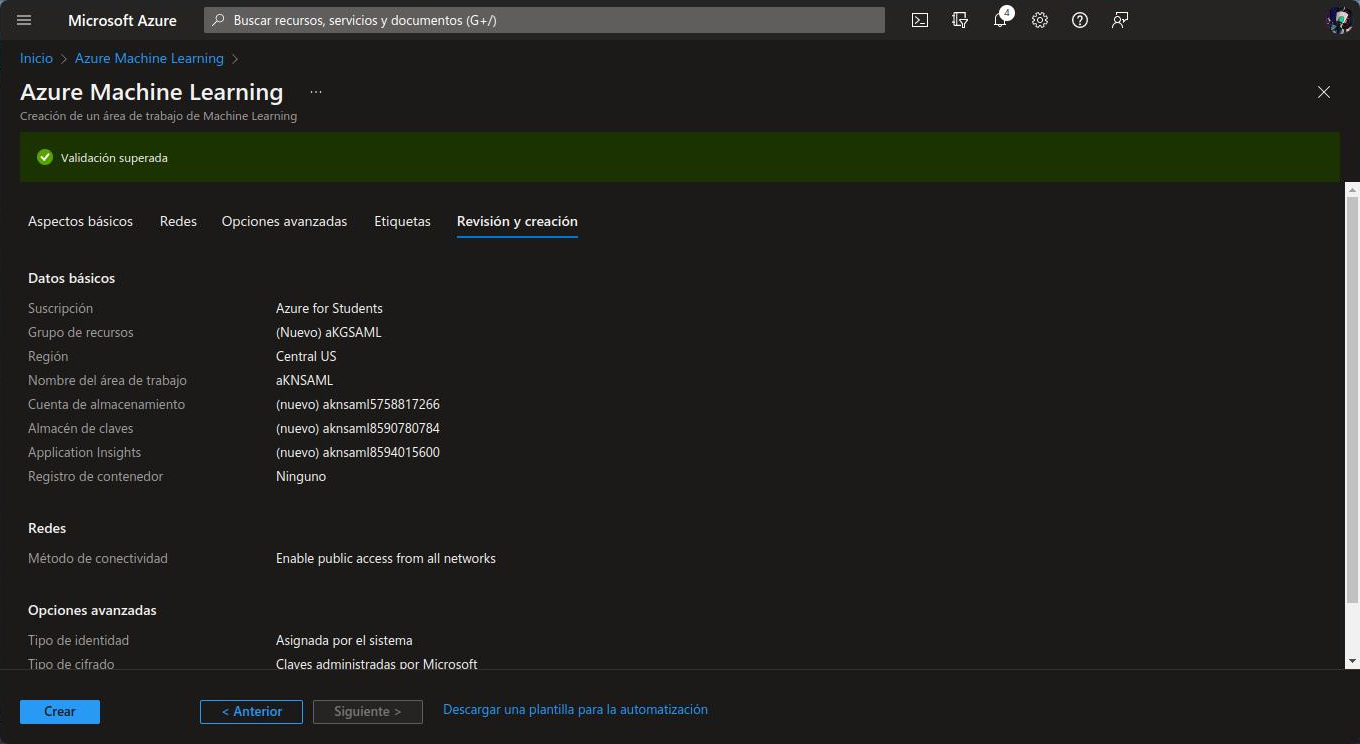 Microsoft Azure
Buscar recursos, servicios y documentos (G+/)
4
Inicio > Azure Machine Learning >
Azure Machine Learning ...
Creación de un área de trabajo de Machine Learning
Validación superada
Aspectos básicos Redes Opciones avanzadas Etiquetas Revisión y creación
Datos básicos
Suscripción Azure for Students
Grupo de recursos (Nuevo) aKGSAML
Región Central US
Nombre del área de trabajo aKNSAML
Cuenta de almacenamiento (nuevo) aknsaml5758817266
Almacén de claves (nuevo) aknsaml8590780784
Application Insights (nuevo) aknsaml8594015600
Registro de contenedor Ninguno
Redes
Método de conectividad Enable public access from all networks
Opciones avanzadas
Tipo de identidad Asignada por el sistema
Tipo de cifrado Claves administradas por Microsoft
Crear < Anterior Siguiente > Descargar una plantilla para la automatización